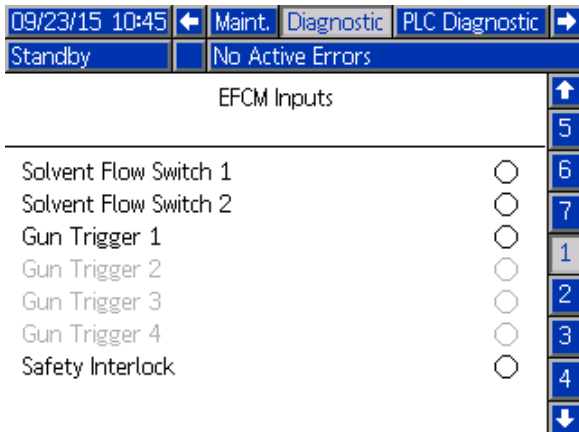 09/23/15 10:45 Maint. Diagnostic PLC Diagnostic
Standby No Active Errors
EFCM Inputs
5
Solvent Flow Switch 1 6
Solvent Flow Switch 2 7
Gun Trigger 1 1
Gun Trigger 2
Gun Trigger 3 2
Gun Trigger 4 3
Safety Interlock 4